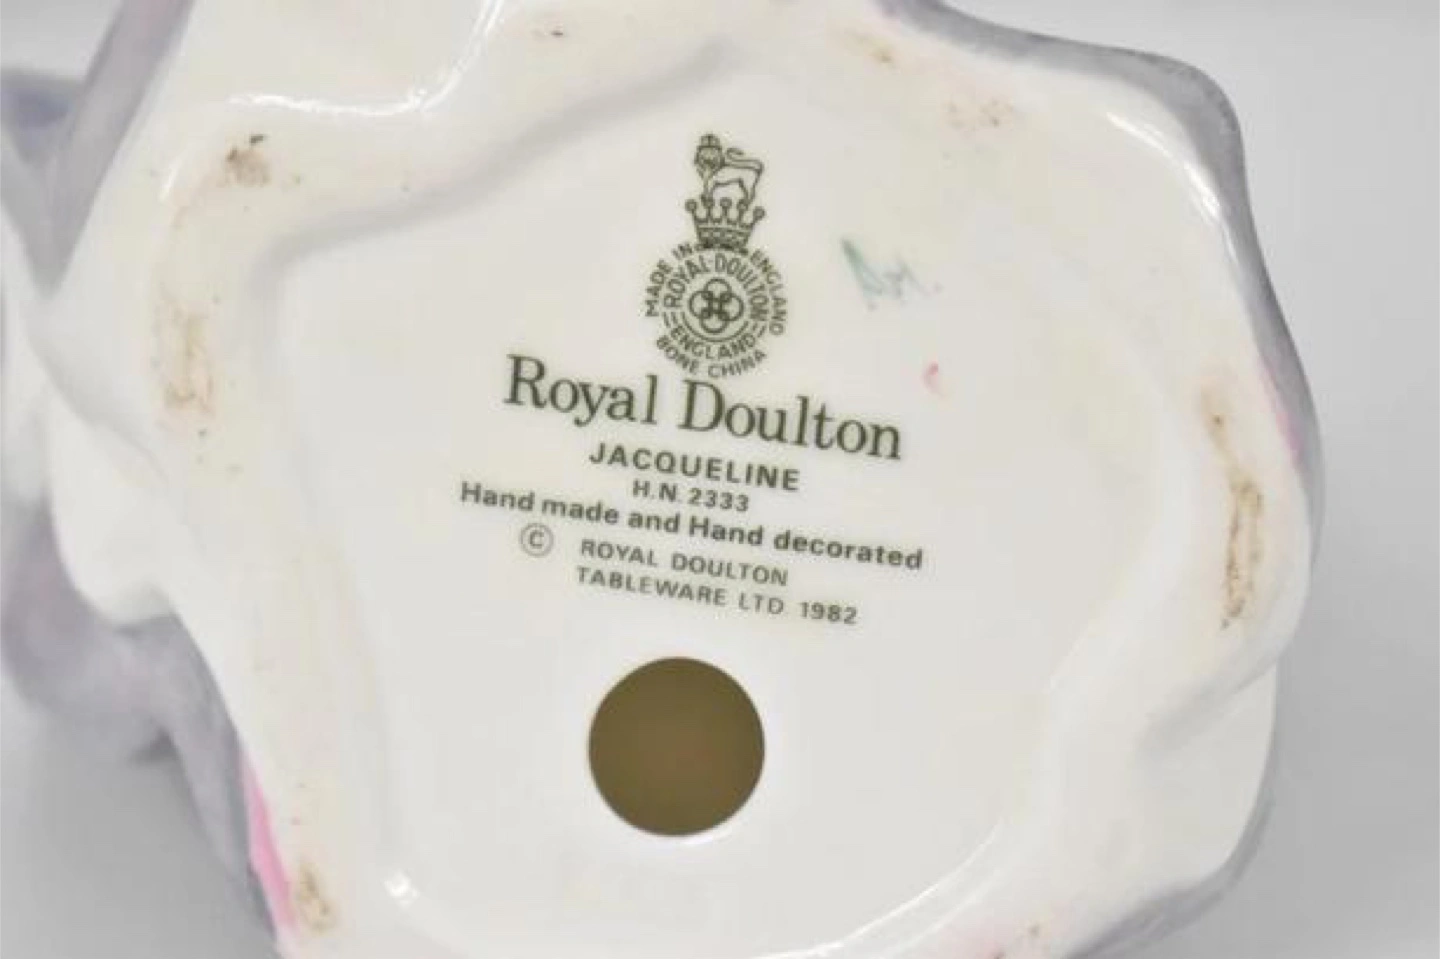 MADE IN ENGLAND
ROYAL·DOULTON
ENGLAND
BONE CHINA
Royal Doulton
JACQUELINE
H.N. 2333
Hand made and Hand decorated
© ROYAL DOULTON
TABLEWARE LTD 1982